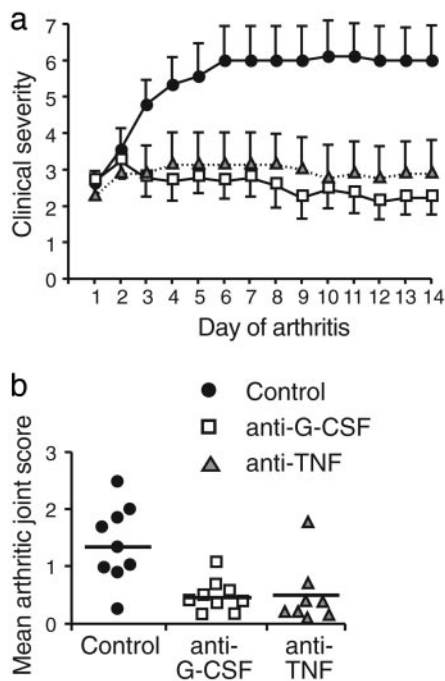 a
Clinical severity
7
6
5
4
3
2
1
0
1 2 3 4 5 6 7 8 9 10 11 12 13 14
Day of arthritis
b
Control
anti-G-CSF
anti-TNF
Mean arthritic joint score
3
2
1
0
Control anti- anti-
G-CSF TNF